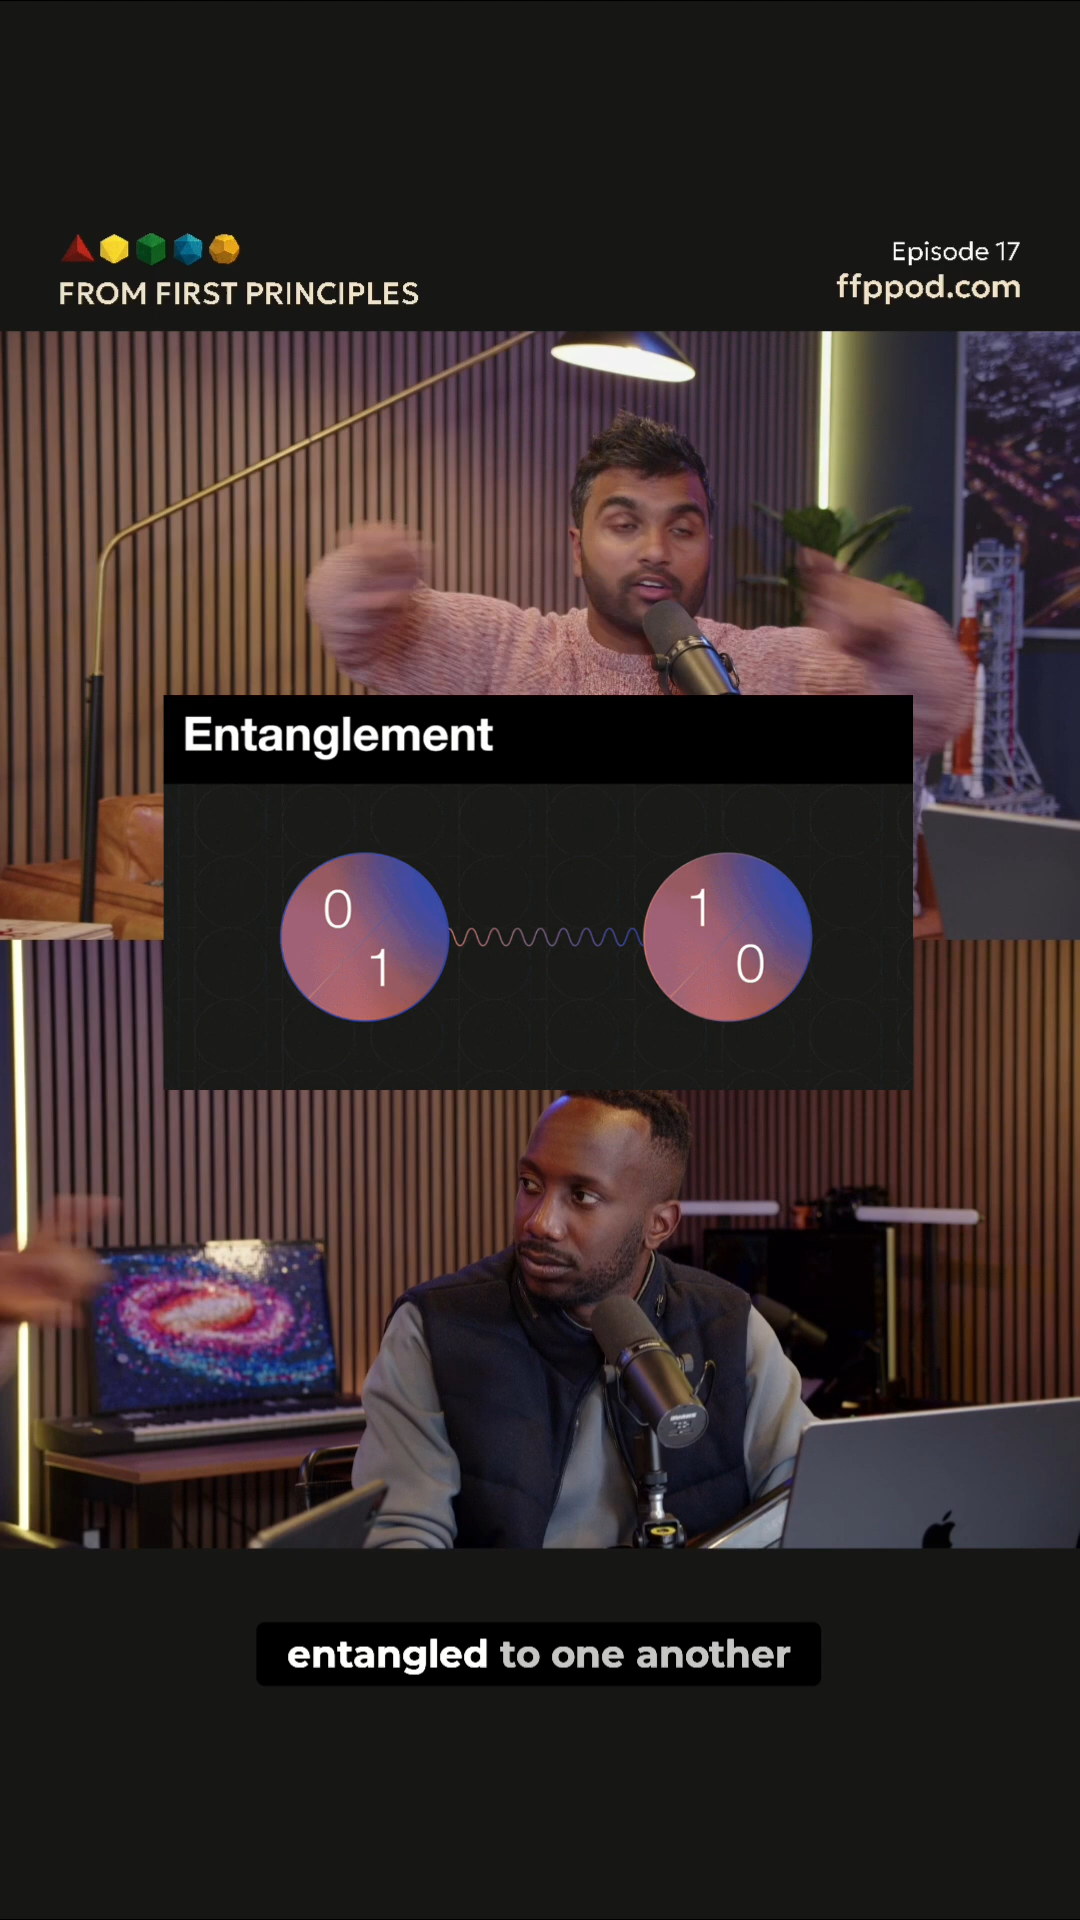 Episode 17
FROM FIRST PRINCIPLES
ffppod.com
Entanglement
0
1
1
0
entangled to one another